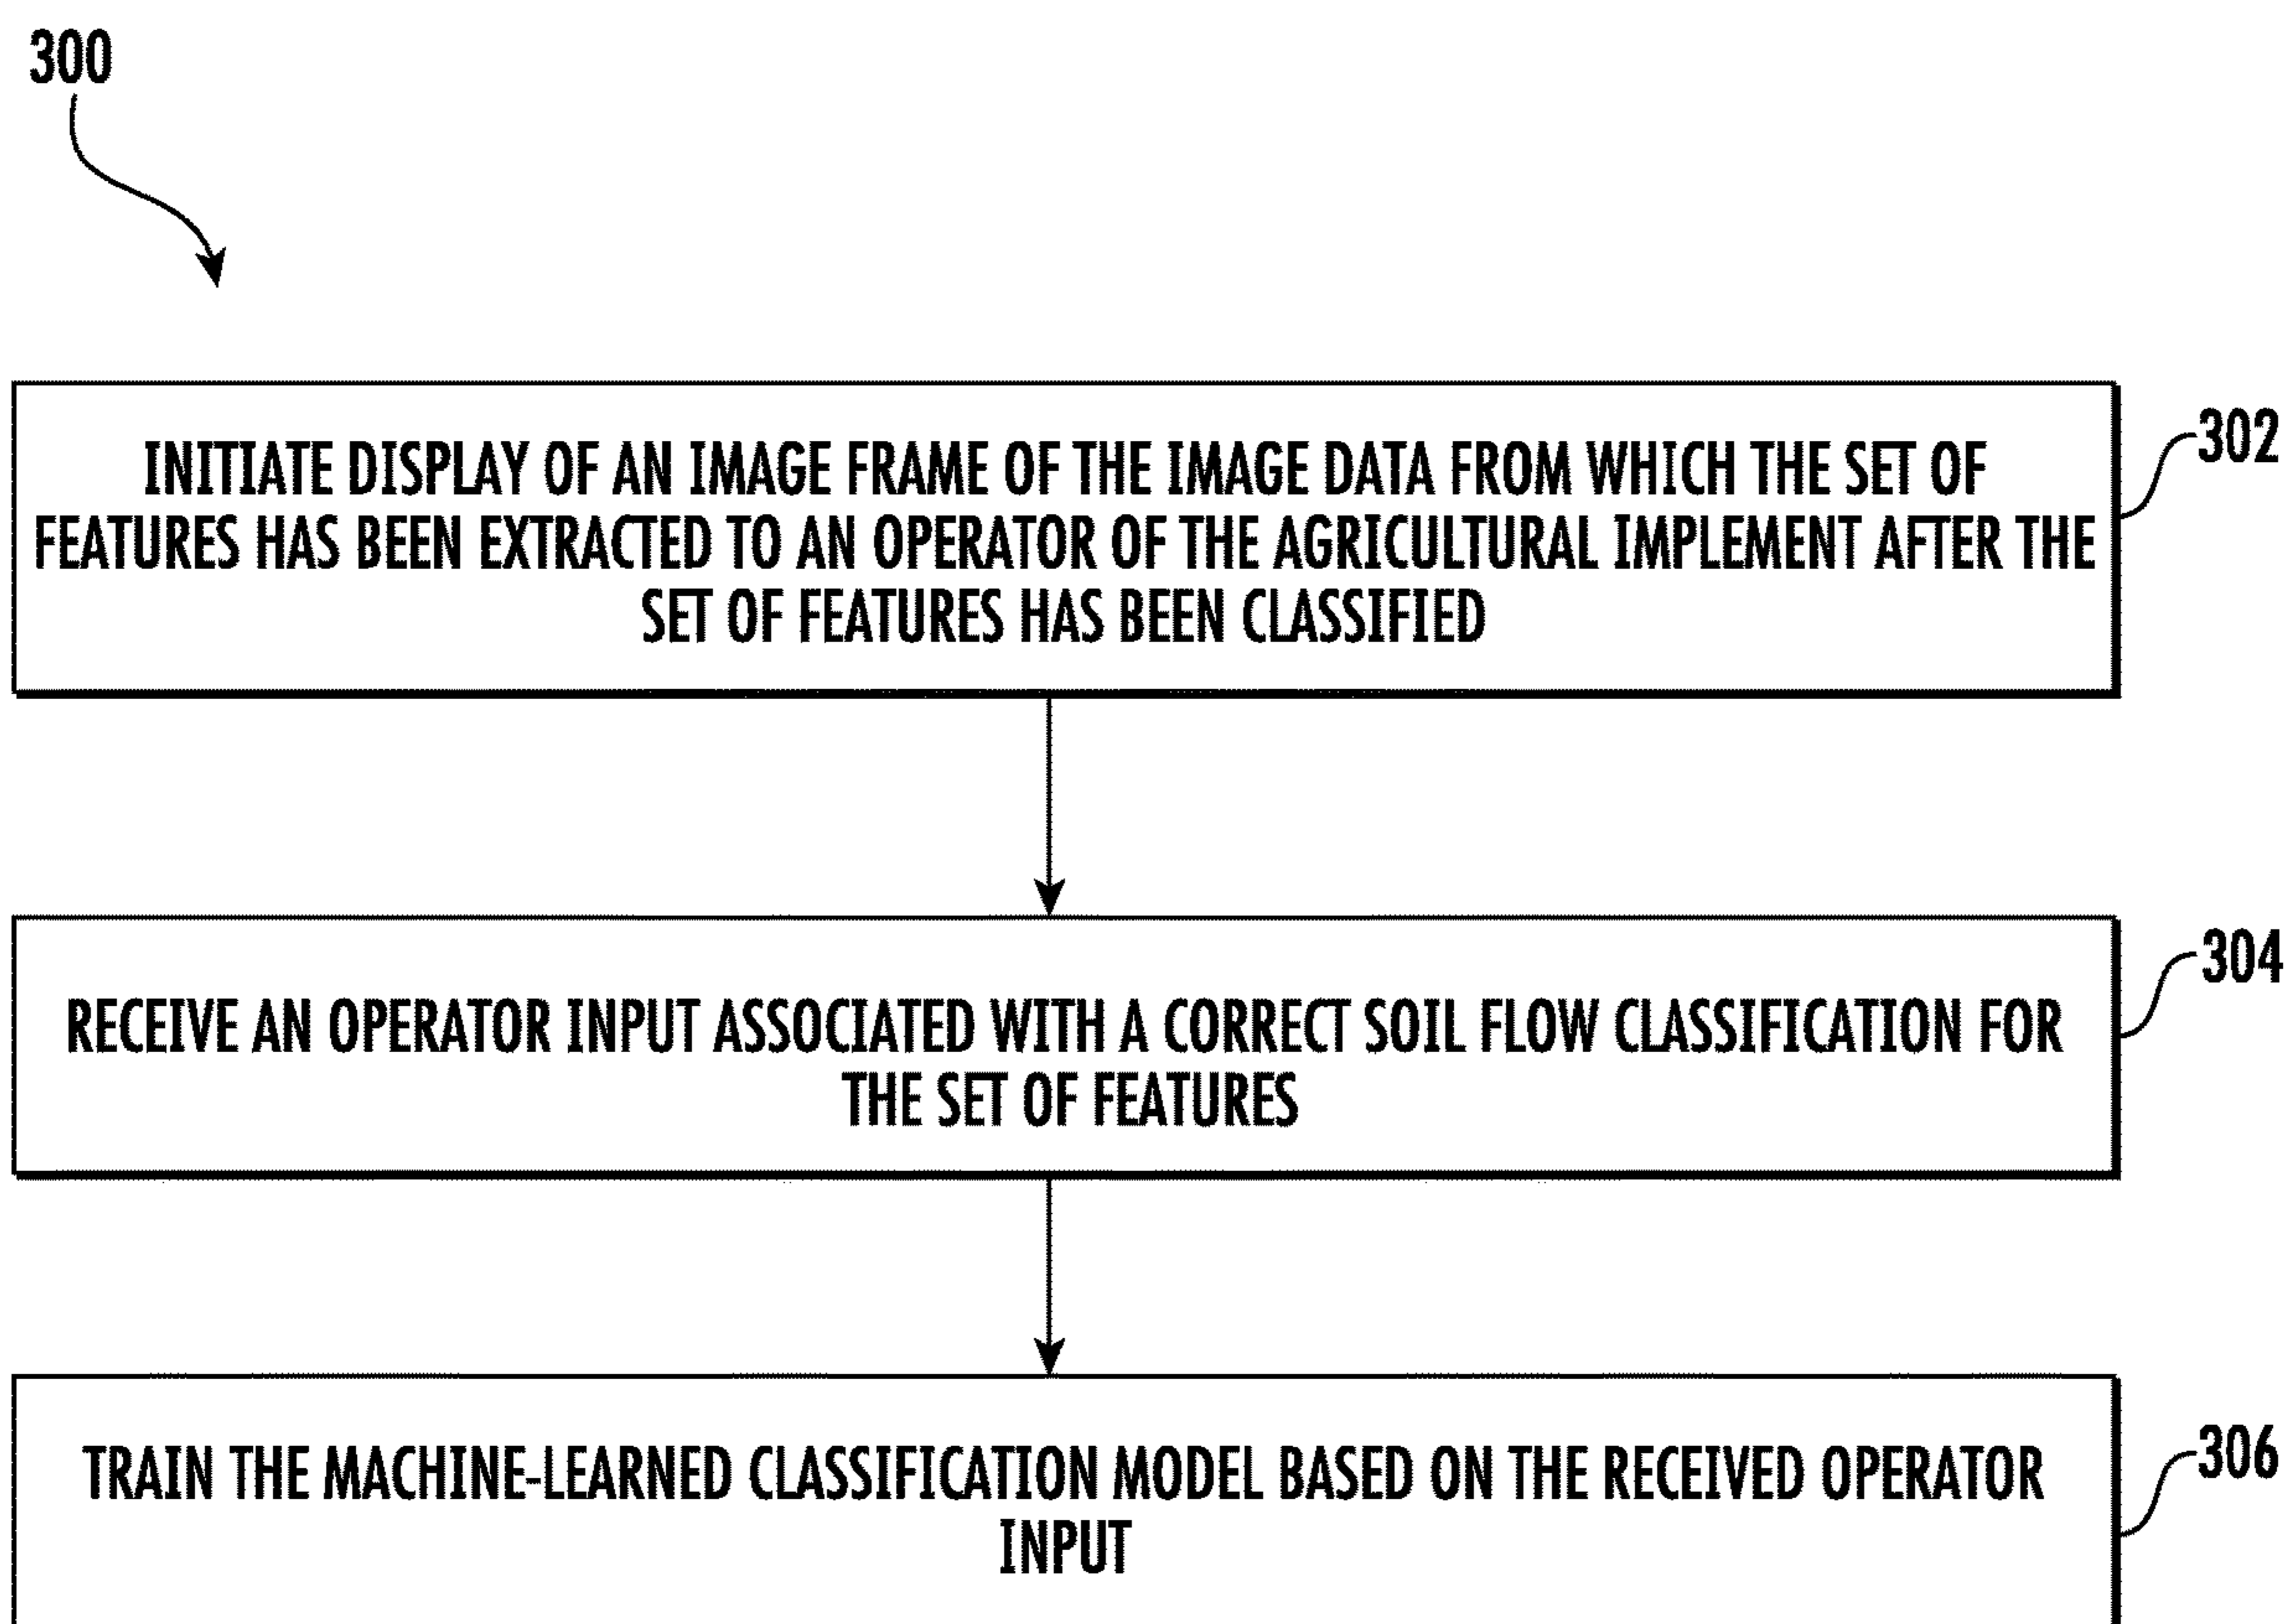 300
INITIATE DISPLAY OF AN IMAGE FRAME OF THE IMAGE DATA FROM WHICH THE SET OF
FEATURES HAS BEEN EXTRACTED TO AN OPERATOR OF THE AGRICULTURAL IMPLEMENT AFTER THE
SET OF FEATURES HAS BEEN CLASSIFIED
302
RECEIVE AN OPERATOR INPUT ASSOCIATED WITH A CORRECT SOIL FLOW CLASSIFICATION FOR
THE SET OF FEATURES
304
TRAIN THE MACHINE-LEARNED CLASSIFICATION MODEL BASED ON THE RECEIVED OPERATOR
INPUT
306